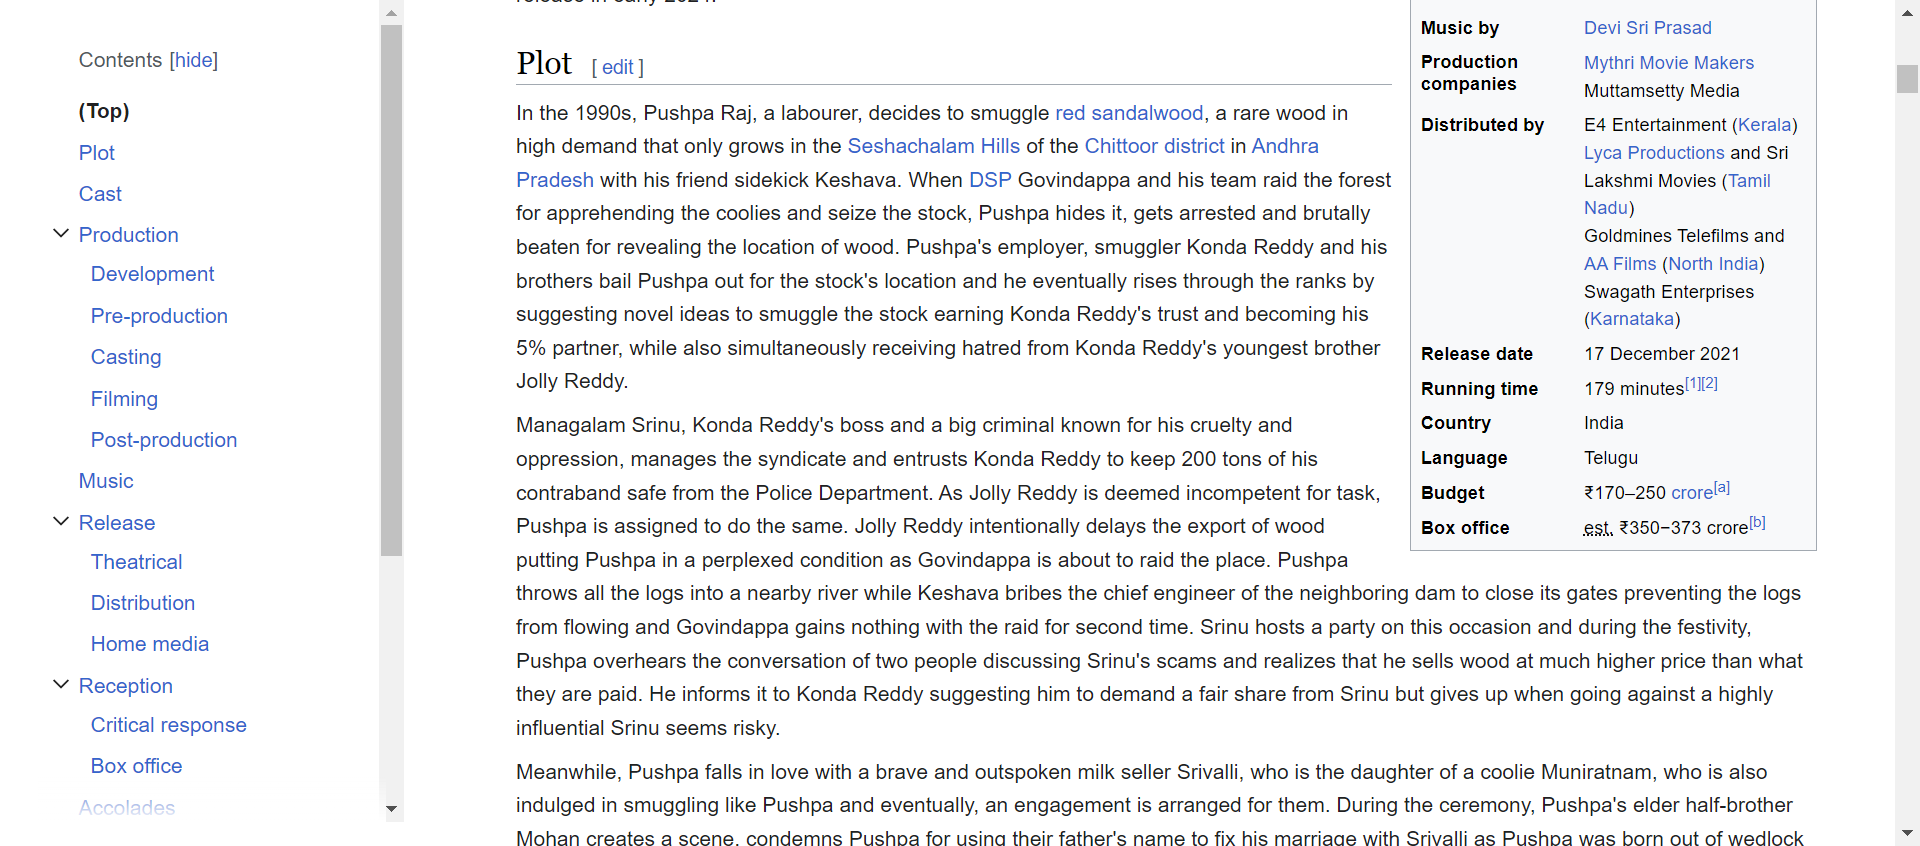 Contents [hide]
(Top)
Plot
Cast
Production
Development
Pre-production
Casting
Filming
Post-production
Music
Release
Theatrical
Distribution
Home media
Reception
Critical response
Box office
Accolades
release in early 2024.
Plot [ edit ]
In the 1990s, Pushpa Raj, a labourer, decides to smuggle red sandalwood, a rare wood in
high demand that only grows in the Seshachalam Hills of the Chittoor district in Andhra
Pradesh with his friend sidekick Keshava. When DSP Govindappa and his team raid the forest
for apprehending the coolies and seize the stock, Pushpa hides it, gets arrested and brutally
beaten for revealing the location of wood. Pushpa's employer, smuggler Konda Reddy and his
brothers bail Pushpa out for the stock's location and he eventually rises through the ranks by
suggesting novel ideas to smuggle the stock earning Konda Reddy's trust and becoming his
5% partner, while also simultaneously receiving hatred from Konda Reddy's youngest brother
Jolly Reddy.
Managalam Srinu, Konda Reddy's boss and a big criminal known for his cruelty and
oppression, manages the syndicate and entrusts Konda Reddy to keep 200 tons of his
contraband safe from the Police Department. As Jolly Reddy is deemed incompetent for task,
Pushpa is assigned to do the same. Jolly Reddy intentionally delays the export of wood
putting Pushpa in a perplexed condition as Govindappa is about to raid the place. Pushpa
throws all the logs into a nearby river while Keshava bribes the chief engineer of the neighboring dam to close its gates preventing the logs
from flowing and Govindappa gains nothing with the raid for second time. Srinu hosts a party on this occasion and during the festivity,
Pushpa overhears the conversation of two people discussing Srinu's scams and realizes that he sells wood at much higher price than what
they are paid. He informs it to Konda Reddy suggesting him to demand a fair share from Srinu but gives up when going against a highly
influential Srinu seems risky.
Meanwhile, Pushpa falls in love with a brave and outspoken milk seller Srivalli, who is the daughter of a coolie Muniratnam, who is also
indulged in smuggling like Pushpa and eventually, an engagement is arranged for them. During the ceremony, Pushpa's elder half-brother
Mohan creates a scene, condemns Pushpa for using their father's name to fix his marriage with Srivalli as Pushpa was born out of wedlock
Music by Devi Sri Prasad
Production companies Mythri Movie Makers
Muttamsetty Media
Distributed by E4 Entertainment (Kerala)
Lyca Productions and Sri
Lakshmi Movies (Tamil
Nadu)
Goldmines Telefilms and
AA Films (North India)
Swagath Enterprises
(Karnataka)
Release date 17 December 2021
Running time 179 minutes[1][2]
Country India
Language Telugu
Budget ₹170–250 crore[a]
Box office est. ₹350–373 crore[b]